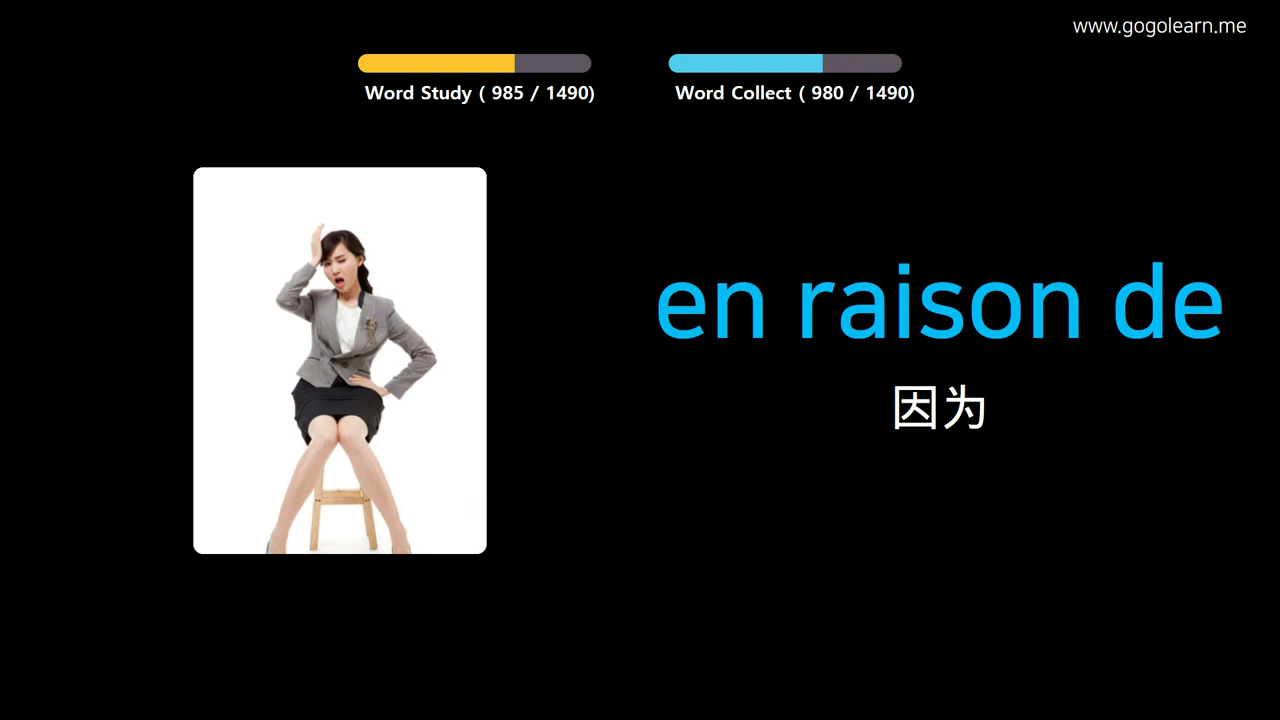 www.gogolearn.me
Word Study ( 985 / 1490)
Word Collect ( 980 / 1490)
en raison de
因为